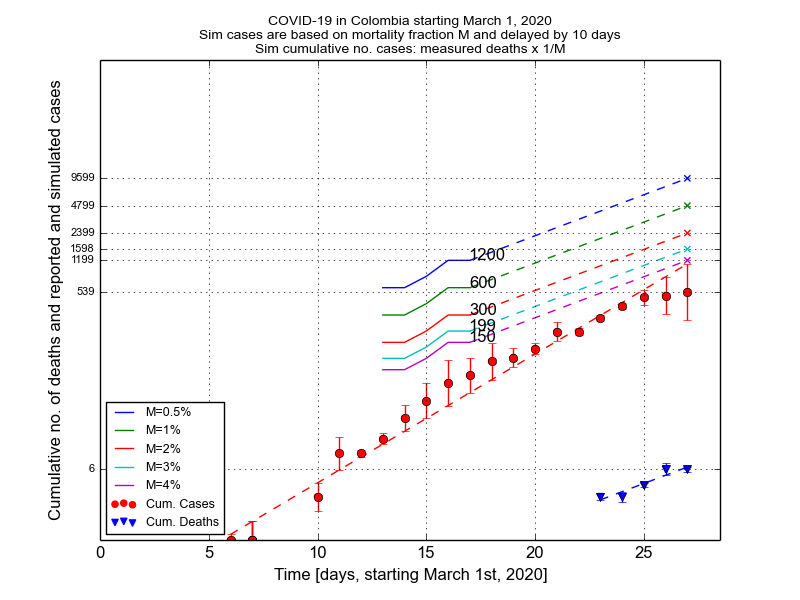 COVID-19 in Colombia starting March 1, 2020
Sim cases are based on mortality fraction M and delayed by 10 days
Sim cumulative no. cases: measured deaths x 1/M
Cumulative no. of deaths and reported and simulated cases
9599
4799
2399
1598
1199
539
6
1200
600
300
199
150
M=0.5%
M=1%
M=2%
M=3%
M=4%
Cum. Cases
Cum. Deaths
0
5
10
15
20
25
Time [days, starting March 1st, 2020]